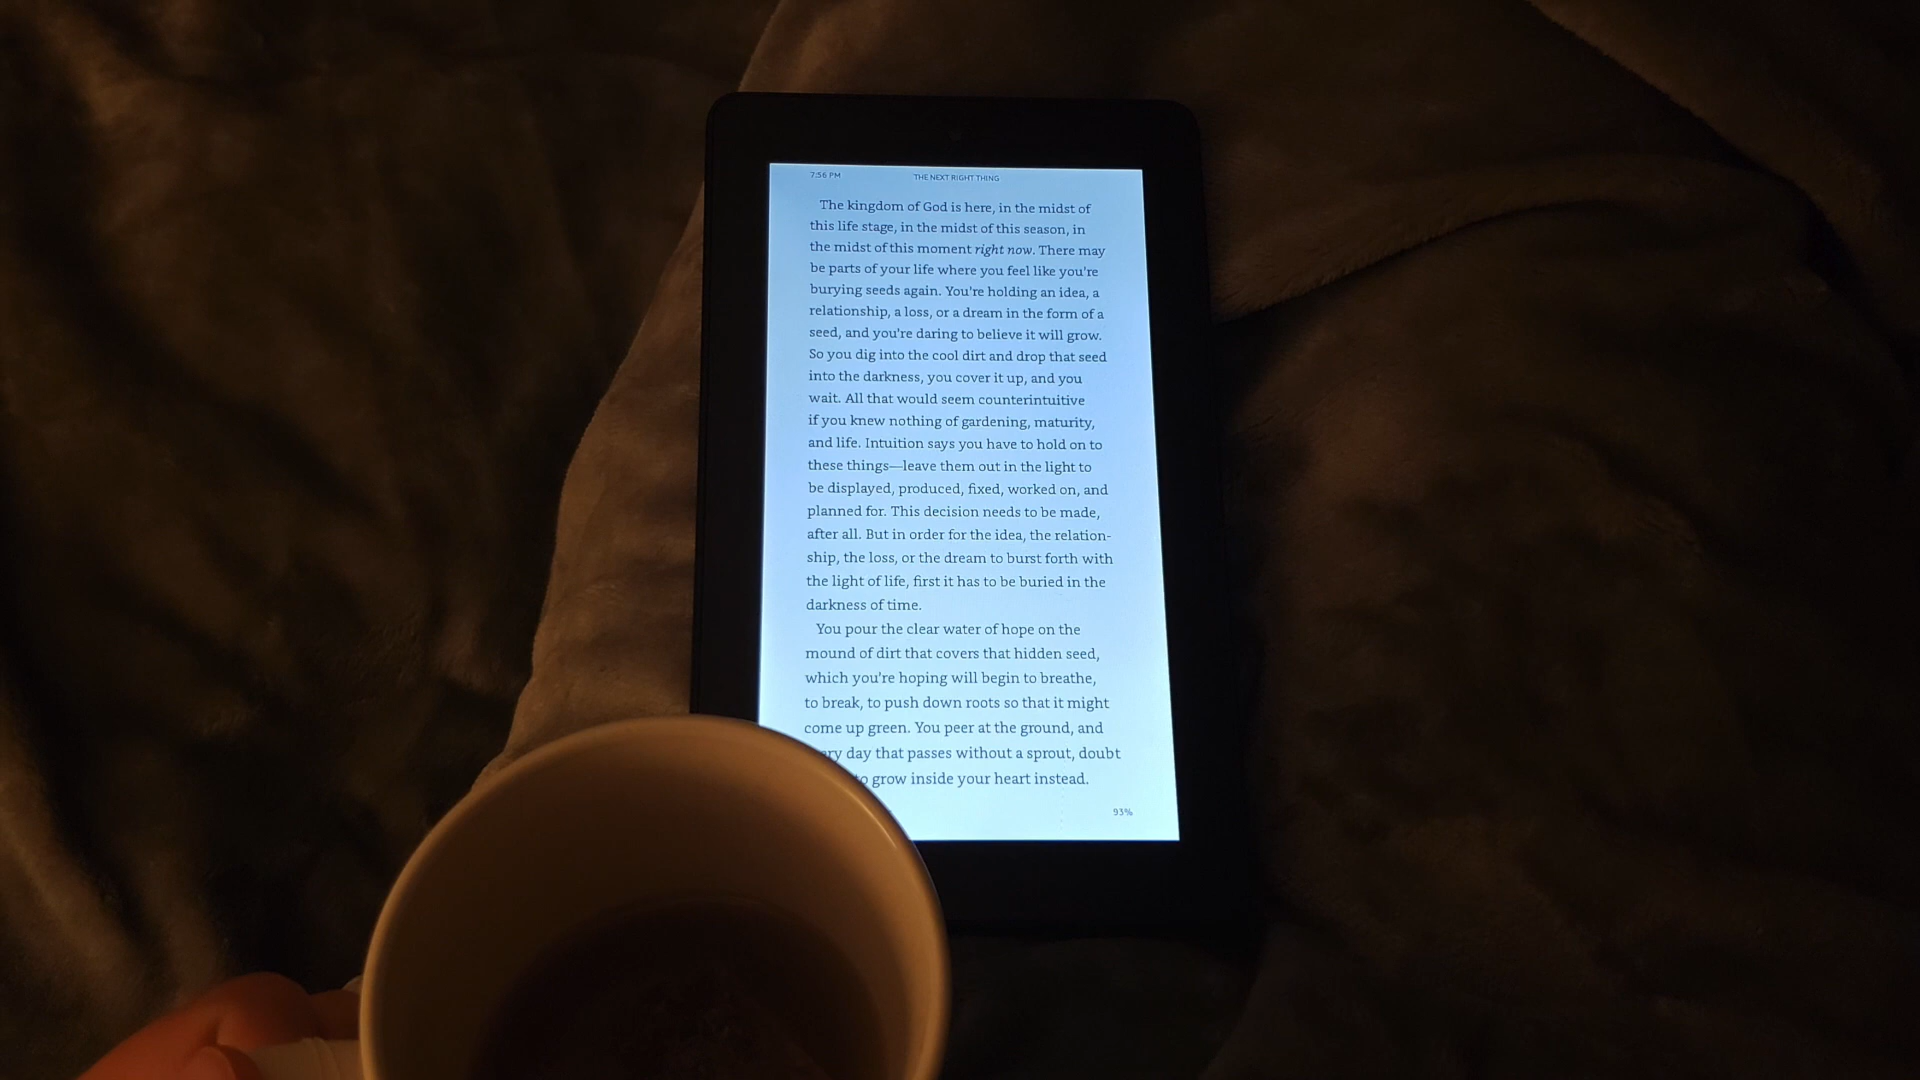 7:56 PM
THE NEXT RIGHT THING
The kingdom of God is here, in the midst of
this life stage, in the midst of this season, in
the midst of this moment right now. There may
be parts of your life where you feel like you're
burying seeds again. You're holding an idea, a
relationship, a loss, or a dream in the form of a
seed, and you're daring to believe it will grow.
So you dig into the cool dirt and drop that seed
into the darkness, you cover it up, and you
wait. All that would seem counterintuitive
if you knew nothing of gardening, maturity,
and life. Intuition says you have to hold on to
these things—leave them out in the light to
be displayed, produced, fixed, worked on, and
planned for. This decision needs to be made,
after all. But in order for the idea, the relation-
ship, the loss, or the dream to burst forth with
the light of life, first it has to be buried in the
darkness of time.
You pour the clear water of hope on the
mound of dirt that covers that hidden seed,
which you're hoping will begin to breathe,
to break, to push down roots so that it might
come up green. You peer at the ground, and
day that passes without a sprout, doubt
grow inside your heart instead.
93%